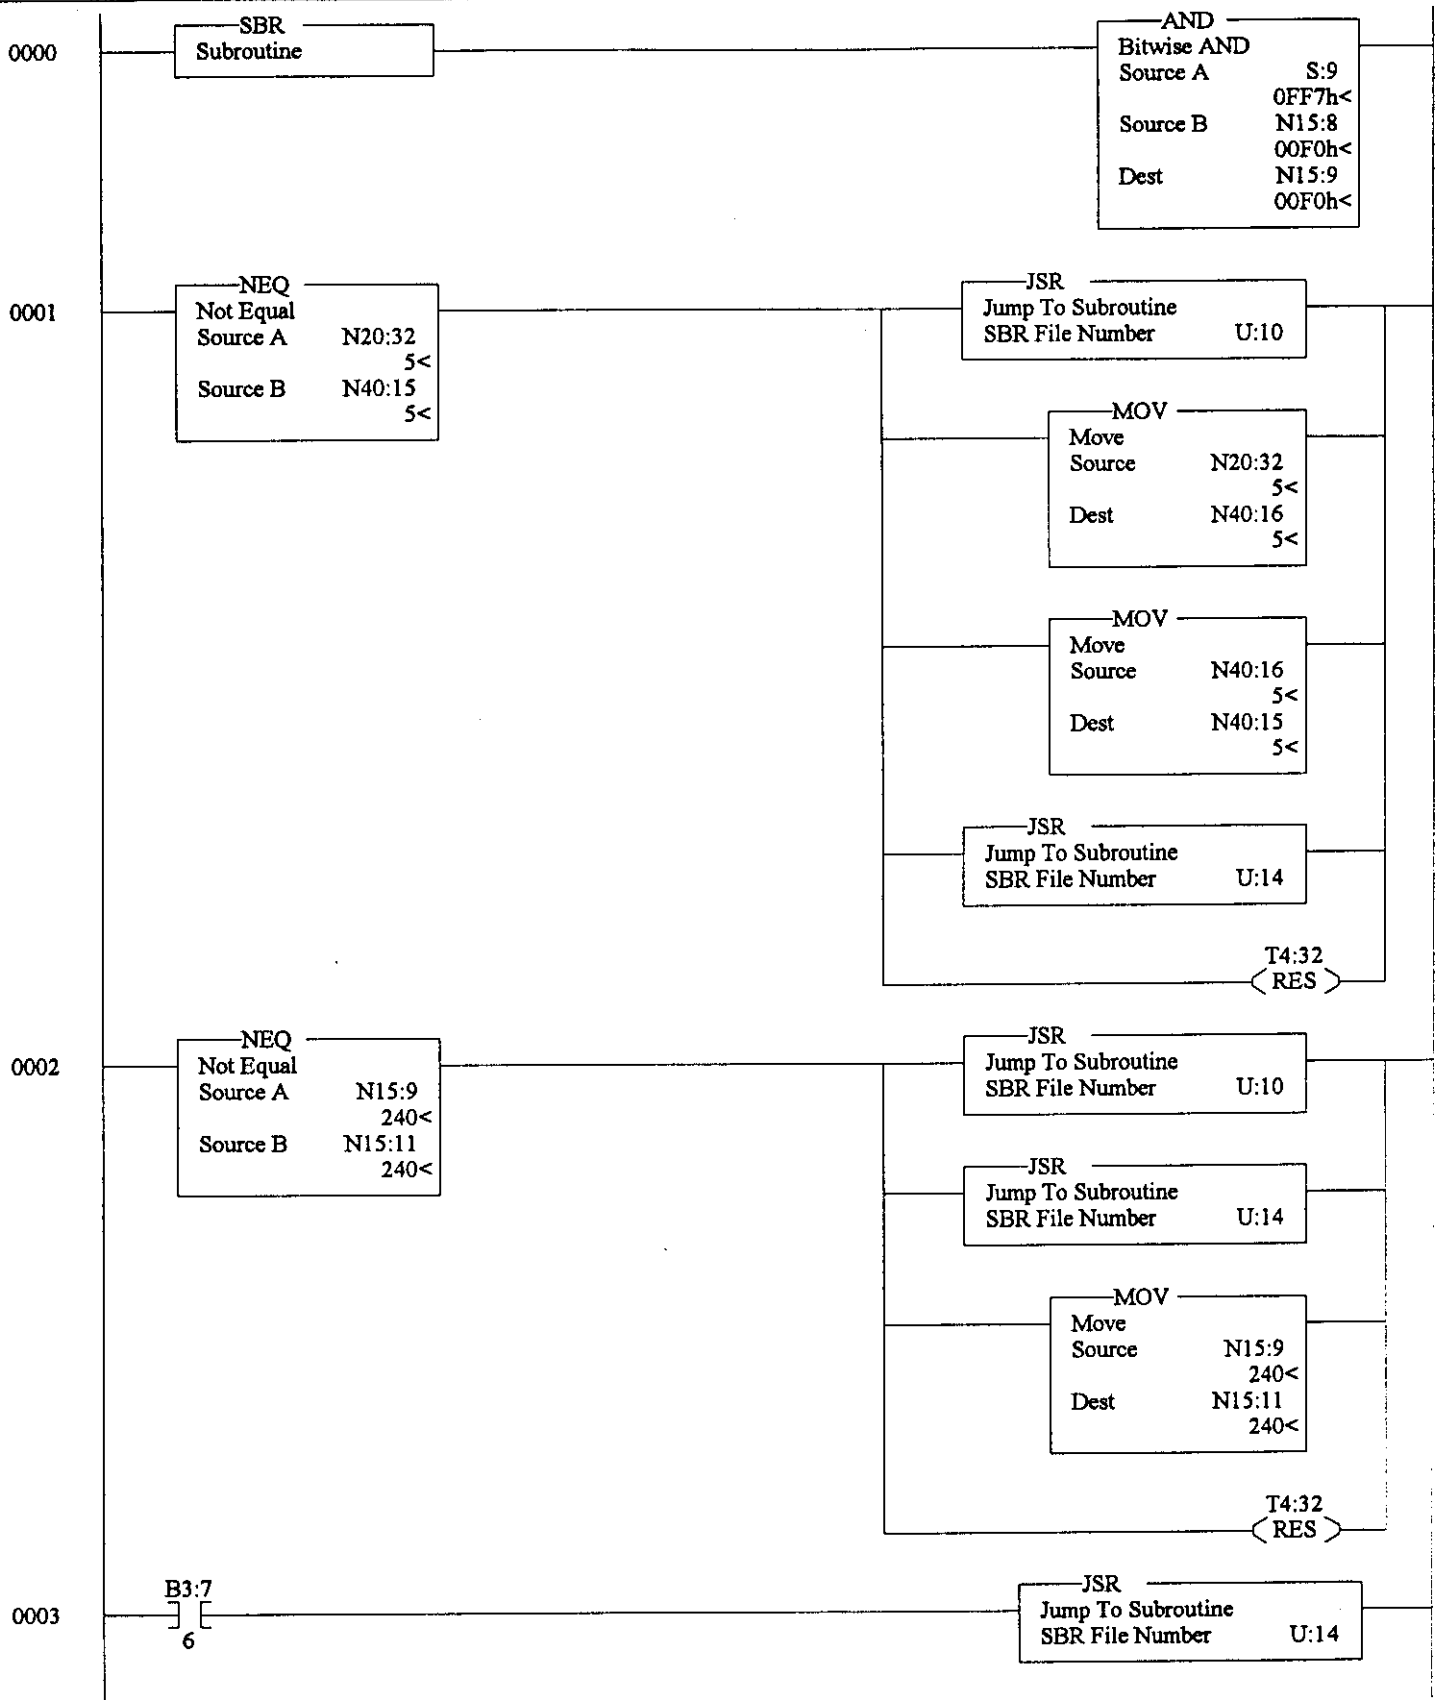 SBR
0000 Subroutine
AND
Bitwise AND
Source A S:9
0FF7h<
Source B N15:8
00F0h<
Dest N15:9
00F0h<
NEQ
0001 Not Equal
Source A N20:32
5<
Source B N40:15
5<
JSR
Jump To Subroutine
SBR File Number U:10
MOV
Move
Source N20:32
5<
Dest N40:16
5<
MOV
Move
Source N40:16
5<
Dest N40:15
5<
JSR
Jump To Subroutine
SBR File Number U:14
T4:32
RES
NEQ
0002 Not Equal
Source A N15:9
240<
Source B N15:11
240<
JSR
Jump To Subroutine
SBR File Number U:10
JSR
Jump To Subroutine
SBR File Number U:14
MOV
Move
Source N15:9
240<
Dest N15:11
240<
T4:32
RES
B3:7
0003
6
JSR
Jump To Subroutine
SBR File Number U:14